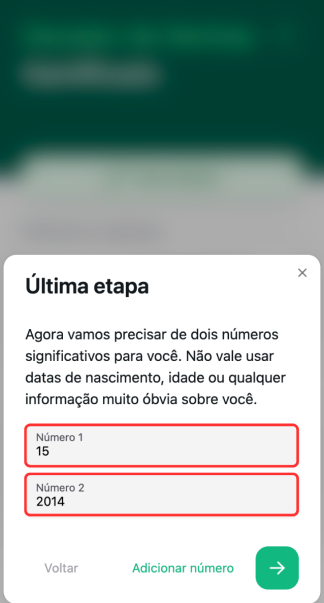 Última etapa
Agora vamos precisar de dois números
significativos para você. Não vale usar
datas de nascimento, idade ou qualquer
informação muito óbvia sobre você.
Número 1
15
Número 2
2014
Voltar
Adicionar número